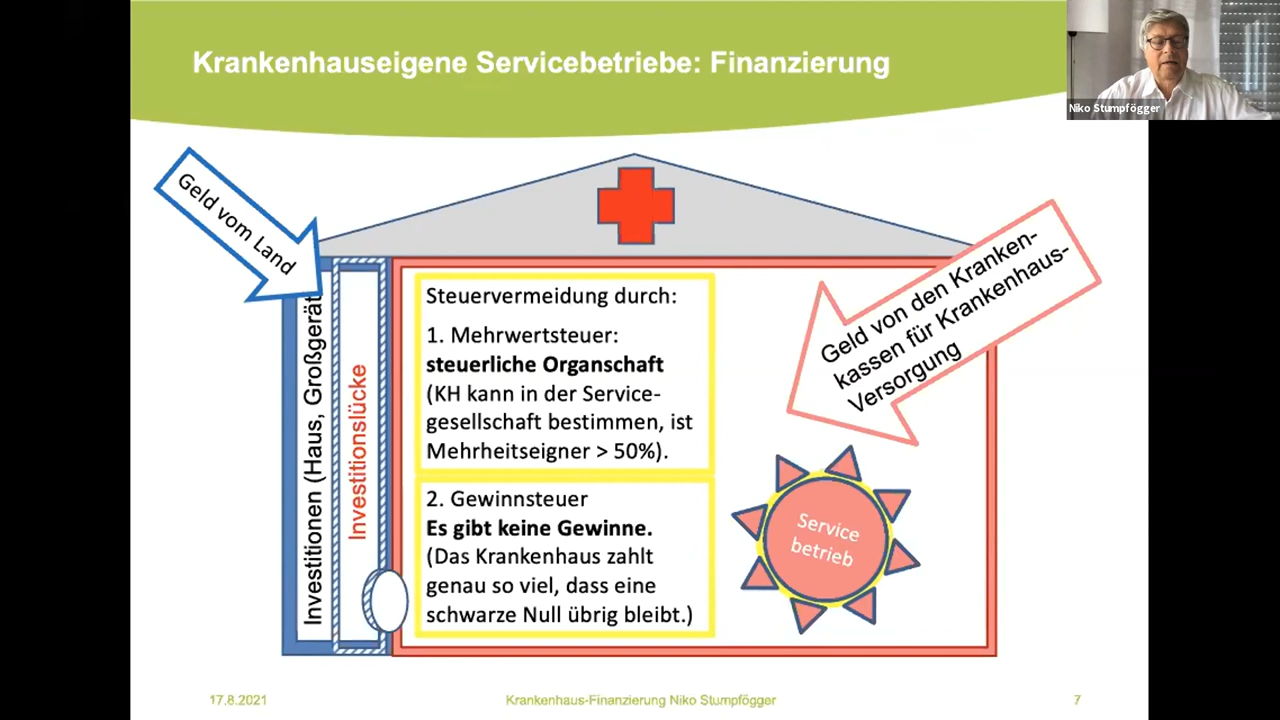 Krankenhauseigene Servicebetriebe: Finanzierung
Niko Stumpfögger
Geld vom Land
Geld von den Kranken-
kassen für Krankenhaus-
Versorgung
Investitionen (Haus, Großgerät
Investitionslücke
Steuervermeidung durch:
1. Mehrwertsteuer:
steuerliche Organschaft
(KH kann in der Service-
gesellschaft bestimmen, ist
Mehrheitseigner > 50%).
2. Gewinnsteuer
Es gibt keine Gewinne.
(Das Krankenhaus zahlt
genau so viel, dass eine
schwarze Null übrig bleibt.)
Service
betrieb
17.8.2021
Krankenhaus-Finanzierung Niko Stumpfögger
7